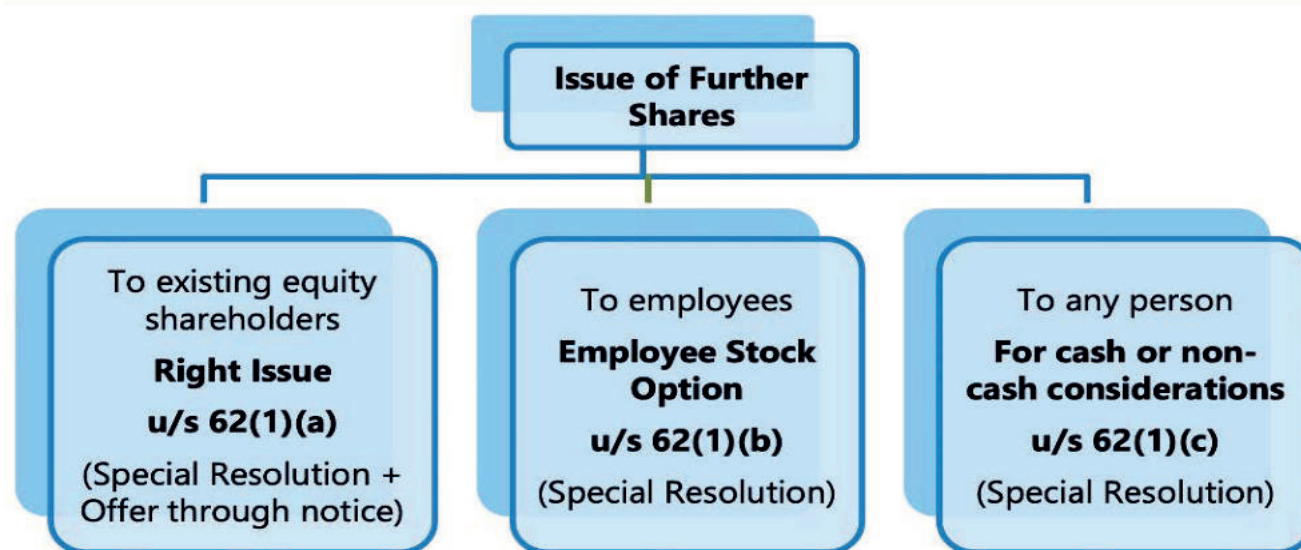 Issue of Further
Shares
To existing equity
shareholders
Right Issue
u/s 62(1)(a)
(Special Resolution +
Offer through notice)
To employees
Employee Stock
Option
u/s 62(1)(b)
(Special Resolution)
To any person
For cash or non-
cash considerations
u/s 62(1)(c)
(Special Resolution)